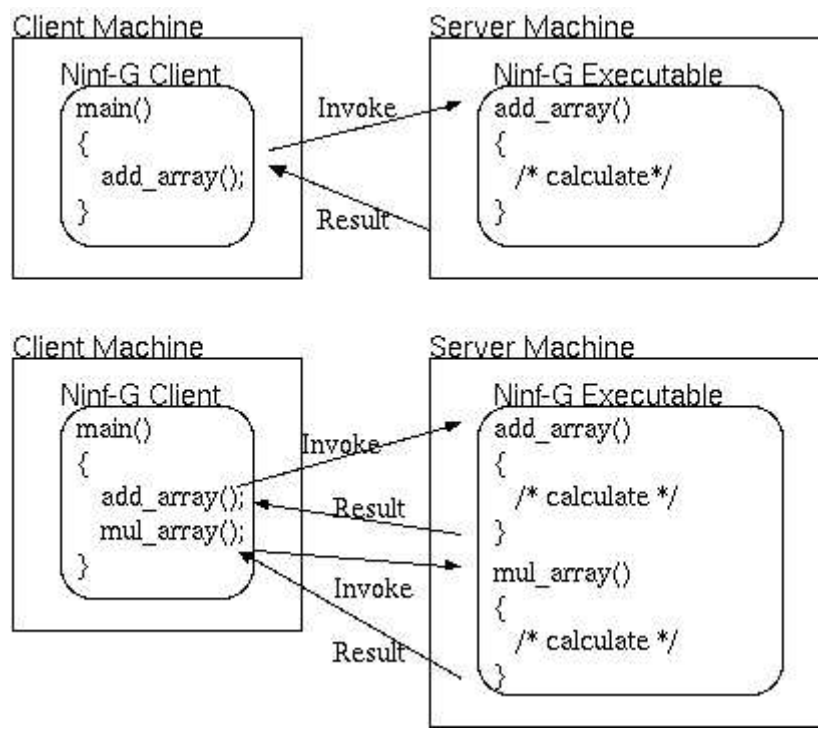 Client Machine
Ninf-G Client
main()
{
add_array();
}
Invoke
Result
Server Machine
Ninf-G Executable
add_array()
{
/* calculate*/
}
Client Machine
Ninf-G Client
main()
{
add_array();
mul_array();
}
Invoke
Result
Invoke
Result
Server Machine
Ninf-G Executable
add_array()
{
/* calculate */
}
mul_array()
{
/* calculate */
}